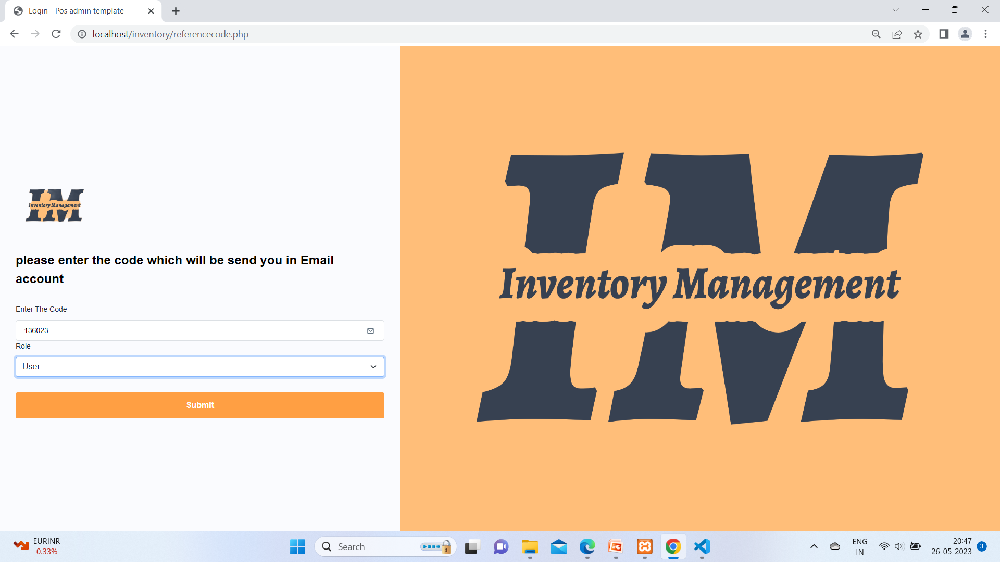 Login - Pos admin template
localhost/inventory/referencecode.php
IM
Inventory Management
please enter the code which will be send you in Email
account
Enter The Code
136023
Role
User
Submit
IM
Inventory Management
EURINR
-0.33%
Search
ENG
IN
20:47
26-05-2023
3